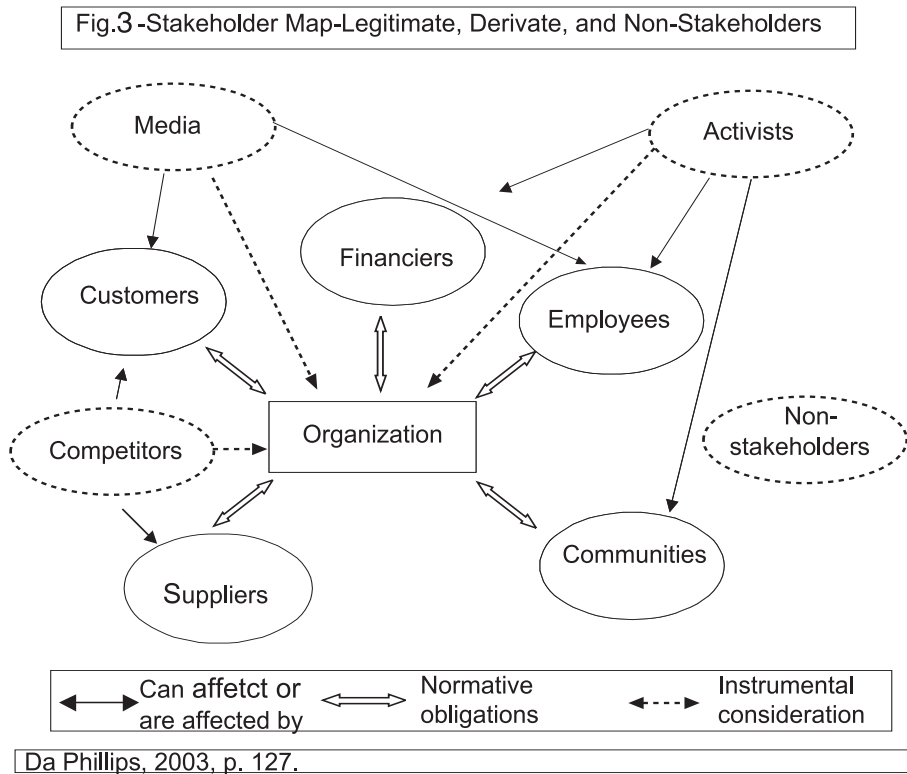 Fig.3 -Stakeholder Map-Legitimate, Derivate, and Non-Stakeholders
Media
Activists
Financiers
Customers
Employees
Organization
Non-
stakeholders
Competitors
Communities
Suppliers
Can affetct or
are affected by
Normative
obligations
Instrumental
consideration
Da Phillips, 2003, p. 127.